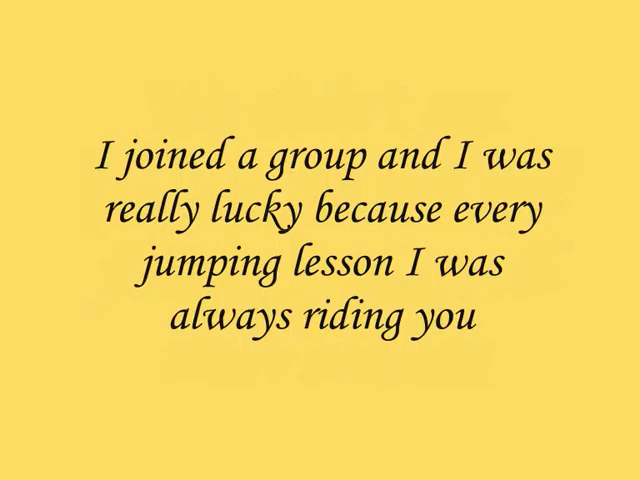 I joined a group and I was
really lucky because every
jumping lesson I was
always riding you